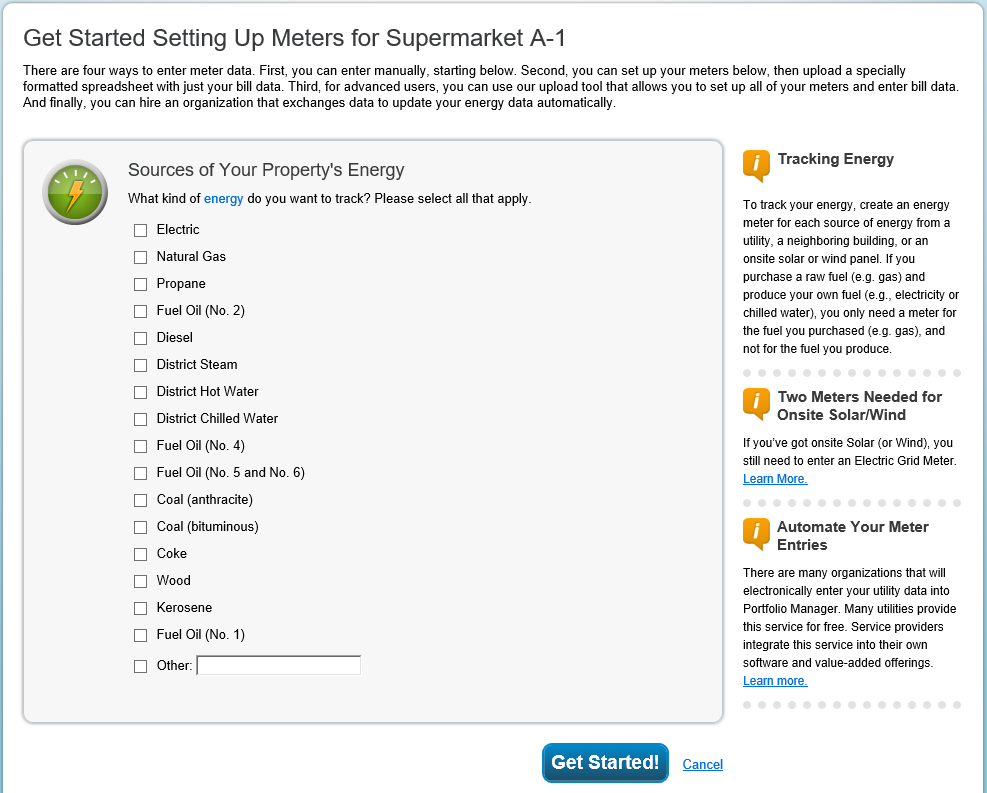 Get Started Setting Up Meters for Supermarket A-1
There are four ways to enter meter data. First, you can enter manually, starting below. Second, you can set up your meters below, then upload a specially
formatted spreadsheet with just your bill data. Third, for advanced users, you can use our upload tool that allows you to set up all of your meters and enter bill data.
And finally, you can hire an organization that exchanges data to update your energy data automatically.
Sources of Your Property's Energy
What kind of energy do you want to track? Please select all that apply.
Electric
Natural Gas
Propane
Fuel Oil (No. 2)
Diesel
District Steam
District Hot Water
District Chilled Water
Fuel Oil (No. 4)
Fuel Oil (No. 5 and No. 6)
Coal (anthracite)
Coal (bituminous)
Coke
Wood
Kerosene
Fuel Oil (No. 1)
Other:
Get Started!
Cancel
Tracking Energy
To track your energy, create an energy
meter for each source of energy from a
utility, a neighboring building, or an
onsite solar or wind panel. If you
purchase a raw fuel (e.g. gas) and
produce your own fuel (e.g., electricity or
chilled water), you only need a meter for
the fuel you purchased (e.g. gas), and
not for the fuel you produce.
Two Meters Needed for
Onsite Solar/Wind
If you've got onsite Solar (or Wind), you
still need to enter an Electric Grid Meter.
Learn More.
Automate Your Meter
Entries
There are many organizations that will
electronically enter your utility data into
Portfolio Manager. Many utilities provide
this service for free. Service providers
integrate this service into their own
software and value-added offerings.
Learn more.